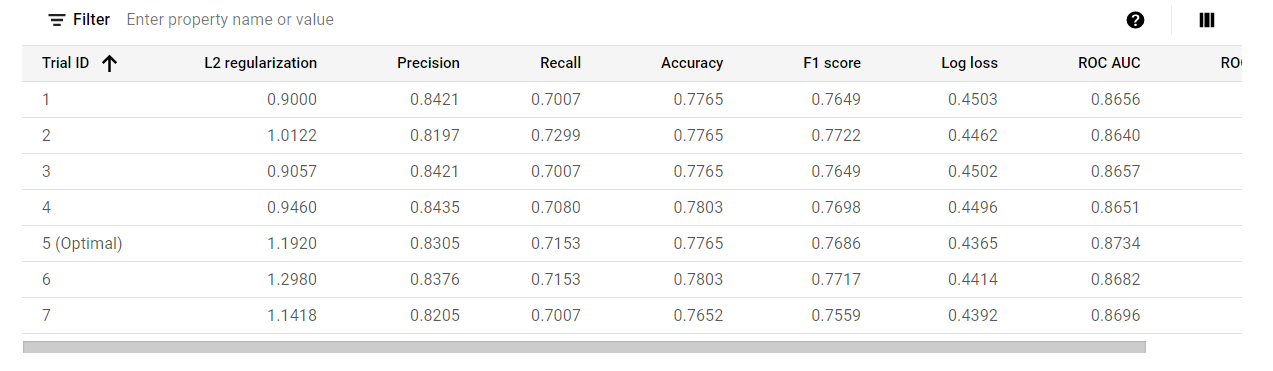 Filter Enter property name or value
Trial ID L2 regularization Precision Recall Accuracy F1 score Log loss ROC AUC RO
1 0.9000 0.8421 0.7007 0.7765 0.7649 0.4503 0.8656
2 1.0122 0.8197 0.7299 0.7765 0.7722 0.4462 0.8640
3 0.9057 0.8421 0.7007 0.7765 0.7649 0.4502 0.8657
4 0.9460 0.8435 0.7080 0.7803 0.7698 0.4496 0.8651
5 (Optimal) 1.1920 0.8305 0.7153 0.7765 0.7686 0.4365 0.8734
6 1.2980 0.8376 0.7153 0.7803 0.7717 0.4414 0.8682
7 1.1418 0.8205 0.7007 0.7652 0.7559 0.4392 0.8696